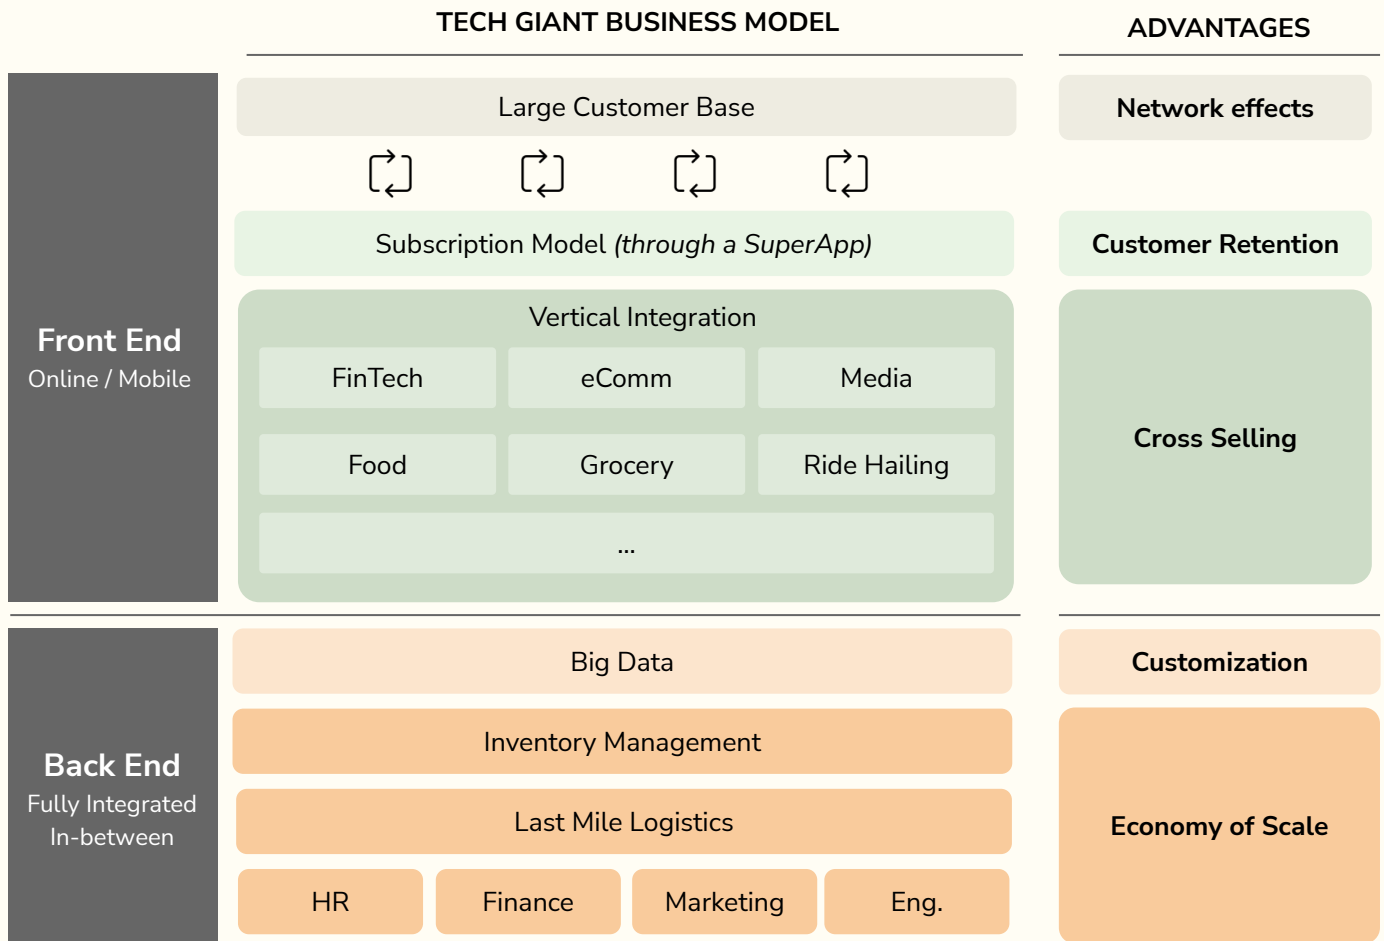 TECH GIANT BUSINESS MODEL
ADVANTAGES
Front End
Online / Mobile
Large Customer Base
Network effects
Subscription Model (through a SuperApp)
Customer Retention
Vertical Integration
FinTech
eComm
Media
Food
Grocery
Ride Hailing
...
Cross Selling
Back End
Fully Integrated
In-between
Big Data
Customization
Inventory Management
Last Mile Logistics
HR
Finance
Marketing
Eng.
Economy of Scale